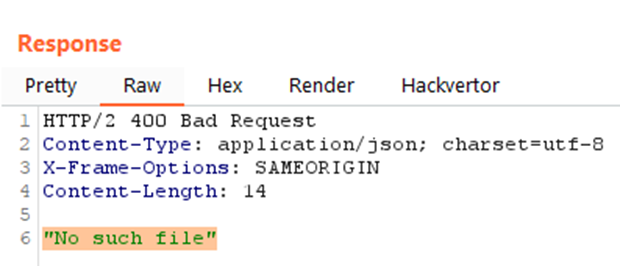 Response
Pretty Raw Hex Render Hackvertor
1 HTTP/2 400 Bad Request
2 Content-Type: application/json; charset=utf-8
3 X-Frame-Options: SAMEORIGIN
4 Content-Length: 14
5
6 "No such file"